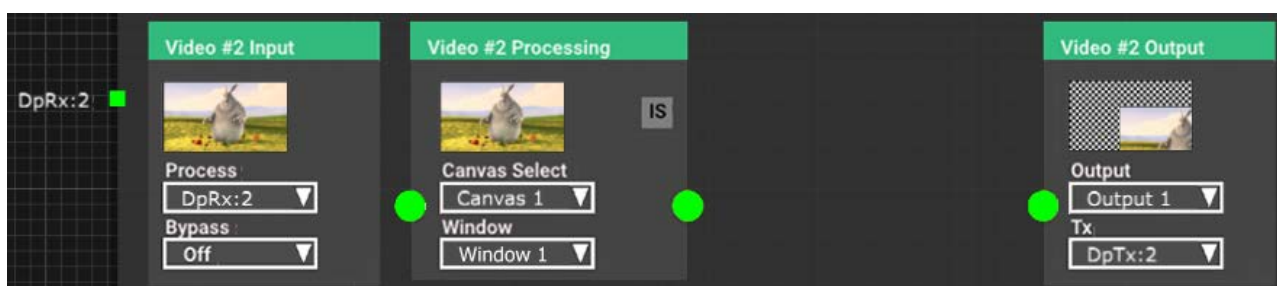 DpRx:2
Video #2 Input
Process
DpRx:2
Bypass
Off
Video #2 Processing
IS
Canvas Select
Canvas 1
Window
Window 1
Video #2 Output
Output
Output 1
Tx
DpTx:2